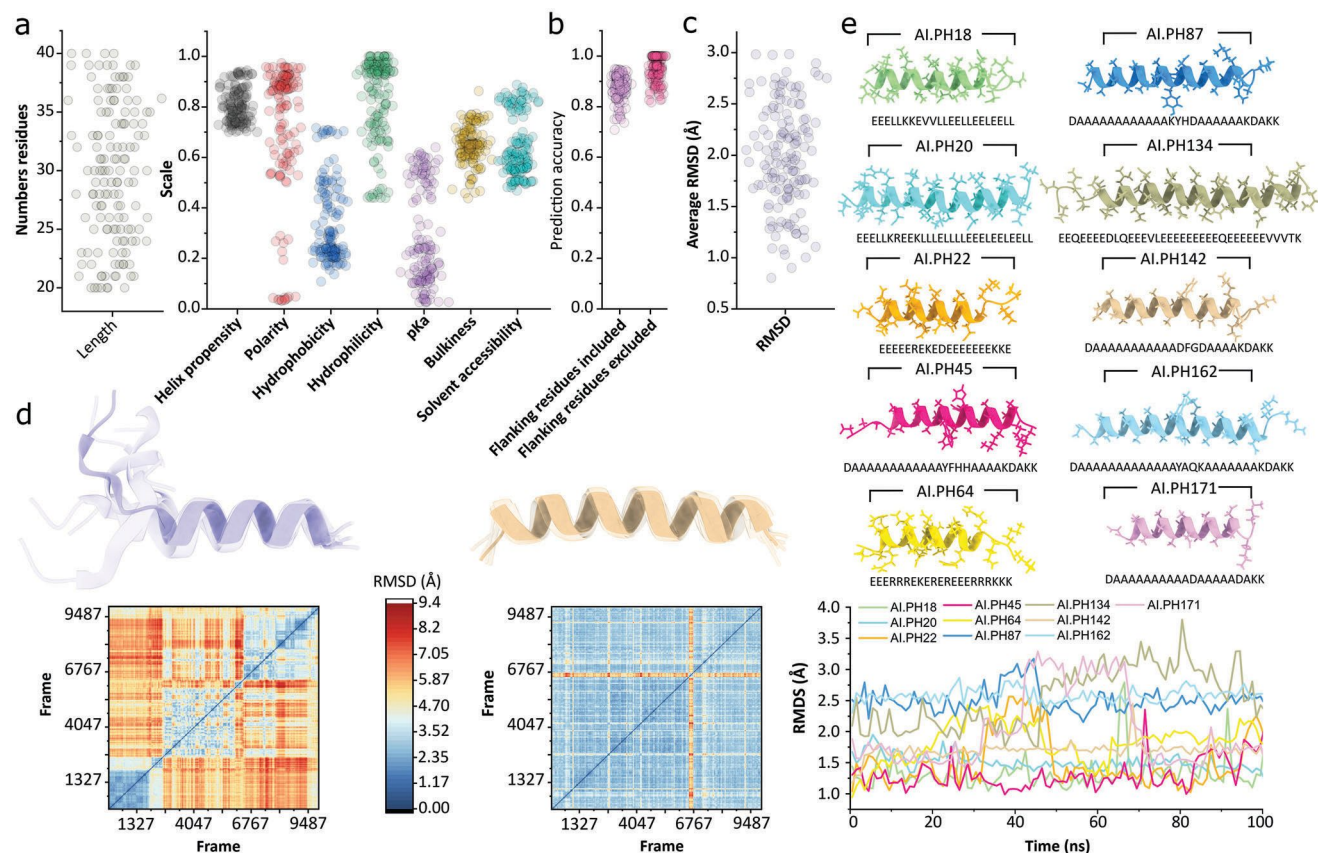 a
Numbers residues
40
35
30
25
20
Length
Scale
1.0
0.8
0.6
0.4
0.2
0.0
Helix propensity
Polarity
Hydrophobicity
Hydrophilicity
pKa
Bulkiness
Solvent accessibility
b
Prediction accuracy
1.0
0.8
0.6
0.4
0.2
0.0
Flanking residues included
Flanking residues excluded
c
Average RMSD (Å)
3.0
2.5
2.0
1.5
1.0
0.5
RMSD
d
RMSD (Å)
9.4
8.2
7.05
5.87
4.70
3.52
2.35
1.17
0.00
Frame
9487
6767
4047
1327
1327 4047 6767 9487
Frame
Frame
9487
6767
4047
1327
1327 4047 6767 9487
Frame
e
AI.PH18
EEELLKKEVVLLEELLEELEELL
AI.PH87
DAAAAAAAAAAAAKYHDAAAAAAKDAKK
AI.PH20
EEELLKREEKLLLELLLLEEELEELEELL
AI.PH134
EEQEEEEDLQEEEVLEEEEEEEEEQEEEEEEVVVTK
AI.PH22
EEEEEREKEDEEEEEEEKKE
AI.PH142
DAAAAAAAAAAADFGDAAAAKDAKK
AI.PH45
DAAAAAAAAAAAAYFHHAAAAKDAKK
AI.PH162
DAAAAAAAAAAAAAYAQKAAAAAAAKDAKK
AI.PH64
EEERRREKEREREEERRRKKK
AI.PH171
DAAAAAAAAAADAAAAADAKK
AI.PH18 AI.PH45 AI.PH134 AI.PH171
AI.PH20 AI.PH64 AI.PH142
AI.PH22 AI.PH87 AI.PH162
RMDS (Å)
4.0
3.5
3.0
2.5
2.0
1.5
1.0
0 20 40 60 80 100
Time (ns)